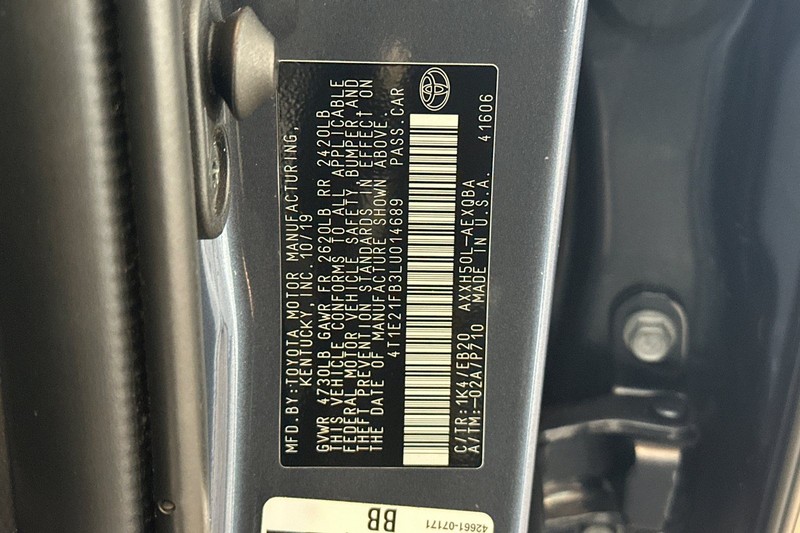 MFD.BY:TOYOTA MOTOR MANUFACTURING,
KENTUCKY, INC. 10/19
GVWR 4730LB GAWR FR 2620LB RR 2420LB
THIS VEHICLE CONFORMS TO ALL APPLICABLE
FEDERAL MOTOR VEHICLE SAFETY, BUMPER, AND
THEFT PREVENTION STANDARDS IN EFFECT ON
THE DATE OF MANUFACTURE SHOWN ABOVE.
4T1E21FB3LU014689 PASS.CAR
C/TR:1K4/EB20 AXXH50L-AEXQBA
A/TM:-02A/P710 MADE IN U.S.A. 41606
42661-07171
BB